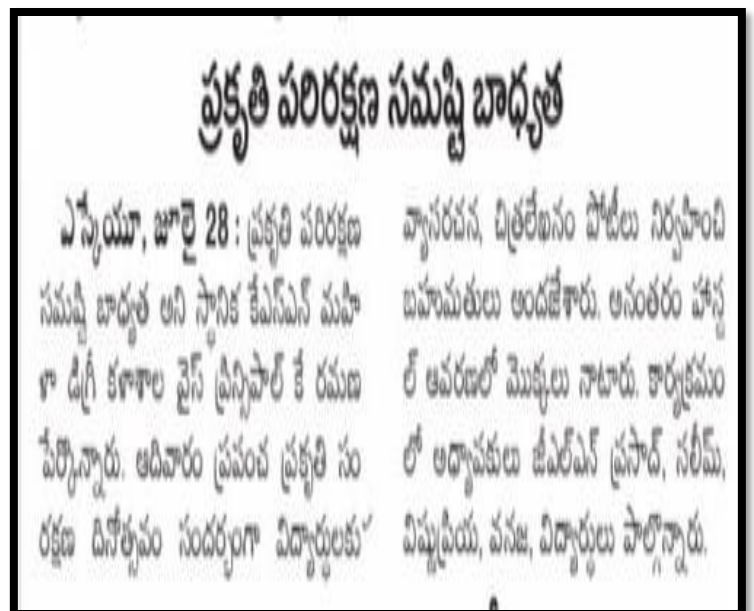 ప్రకృతి పరిరక్షణ సమష్టి బాధ్యత
ఎస్కేయూ, జూలై 28 : ప్రకృతి పరిరక్షణ
సమష్టి బాధ్యత అని స్థానిక కేఎస్ఎన్ మహి
ళా డిగ్రీ కళాశాల వైస్ ప్రిన్సిపాల్ కే రమణ
పేర్కొన్నారు. ఆదివారం ప్రపంచ ప్రకృతి సం
రక్షణ దినోత్సవం సందర్భంగా విద్యార్థులకు
వ్యాసరచన, చిత్రలేఖనం పోటీలు నిర్వహించి
బహుమతులు అందజేశారు. అనంతరం హాస్ట
ల్ ఆవరణలో మొక్కలు నాటారు. కార్యక్రమం
లో అధ్యాపకులు జీఎల్ఎన్ ప్రసాద్, సలీమ్,
విష్ణుప్రియ, వనజ, విద్యార్థులు పాల్గొన్నారు.